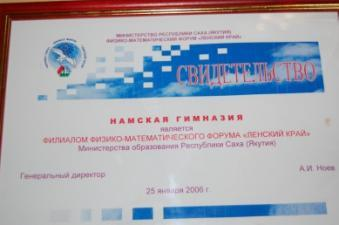 МИНИСТЕРСТВО РЕСПУБЛИКИ САХА (ЯКУТИЯ)
ФИЗИКО-МАТЕМАТИЧЕСКИЙ ФОРУМ «ЛЕНСКИЙ КРАЙ»
СВИДЕТЕЛЬСТВО
НАМСКАЯ ГИМНАЗИЯ
является
ФИЛИАЛОМ ФИЗИКО-МАТЕМАТИЧЕСКОГО ФОРУМА «ЛЕНСКИЙ КРАЙ»
Министерства образования Республики Саха (Якутия)
Генеральный директор А.И. Ноев
25 января 2006 г.